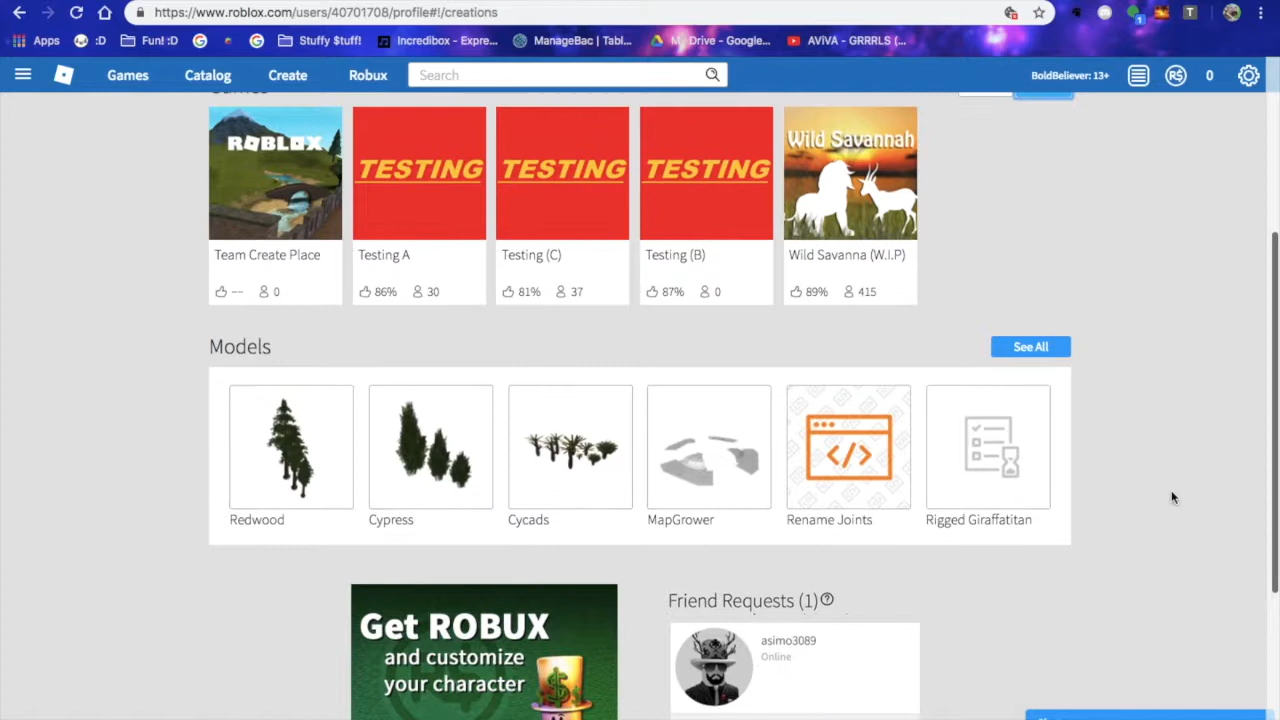 https://www.roblox.com/users/40701708/profile#!/creations
Apps :D Fun! :D Stuffy $tuff! Incredibox - Expre... ManageBac | Tabl... My Drive - Google... AViVA - GRRRLS (...
Games Catalog Create Robux Search BoldBeliever: 13+ R$ 0
ROBLOX
TESTING
TESTING
TESTING
Wild Savannah
Team Create Place
Testing A
Testing (C)
Testing (B)
Wild Savanna (W.I.P)
-- 0
86% 30
81% 37
87% 0
89% 415
Models
See All
Redwood
Cypress
Cycads
MapGrower
Rename Joints
Rigged Giraffatitan
Get ROBUX
and customize
your character
Friend Requests (1)
asimo3089
Online